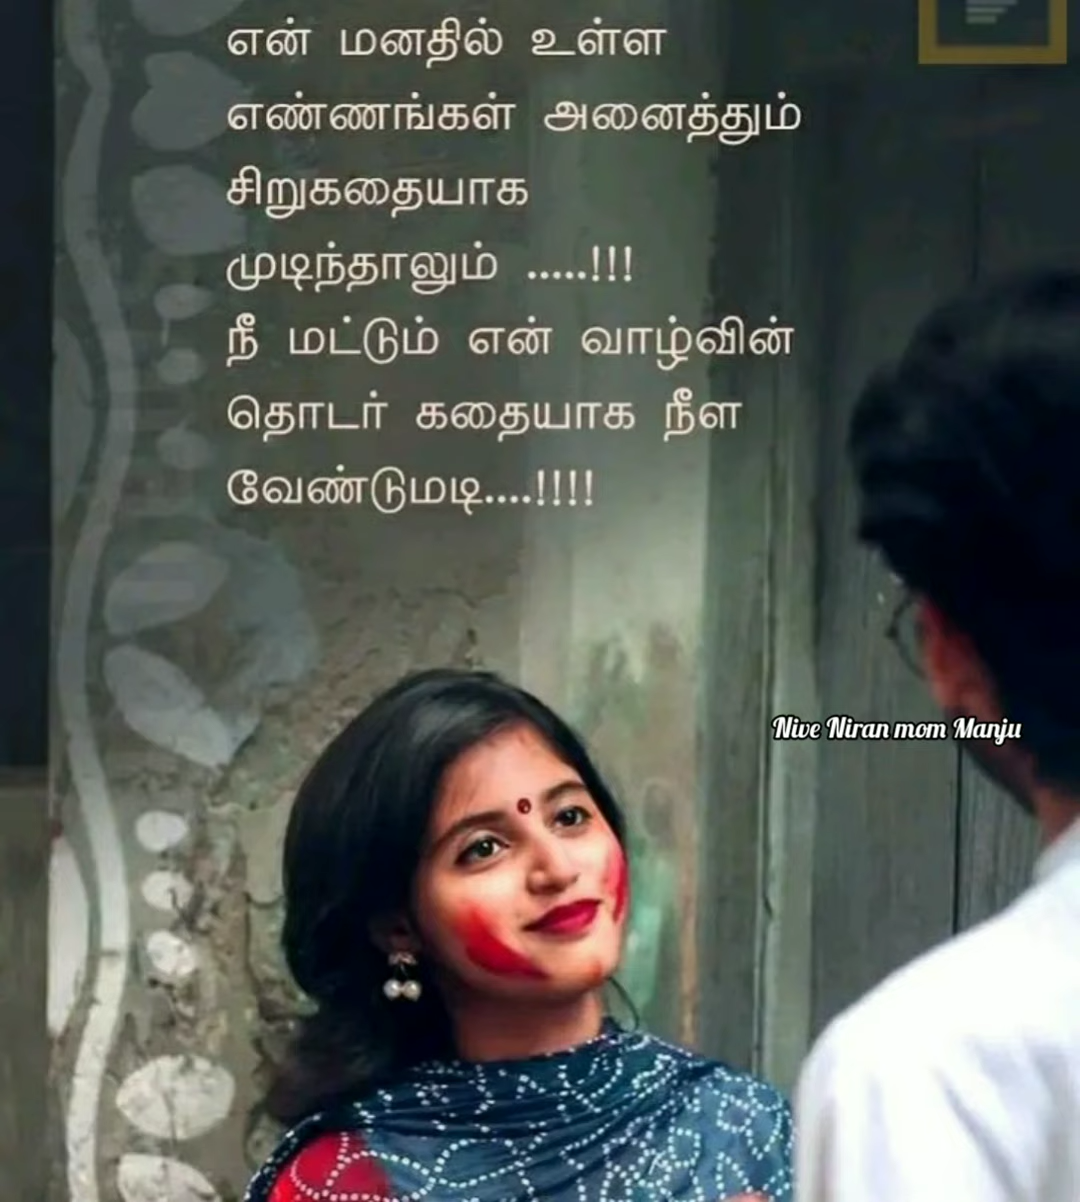 என் மனதில் உள்ள
எண்ணங்கள் அனைத்தும்
சிறுகதையாக
முடிந்தாலும் .....!!!
நீ மட்டும் என் வாழ்வின்
தொடர் கதையாக நீள
வேண்டுமடி....!!!!
Nive Niran mom Manju